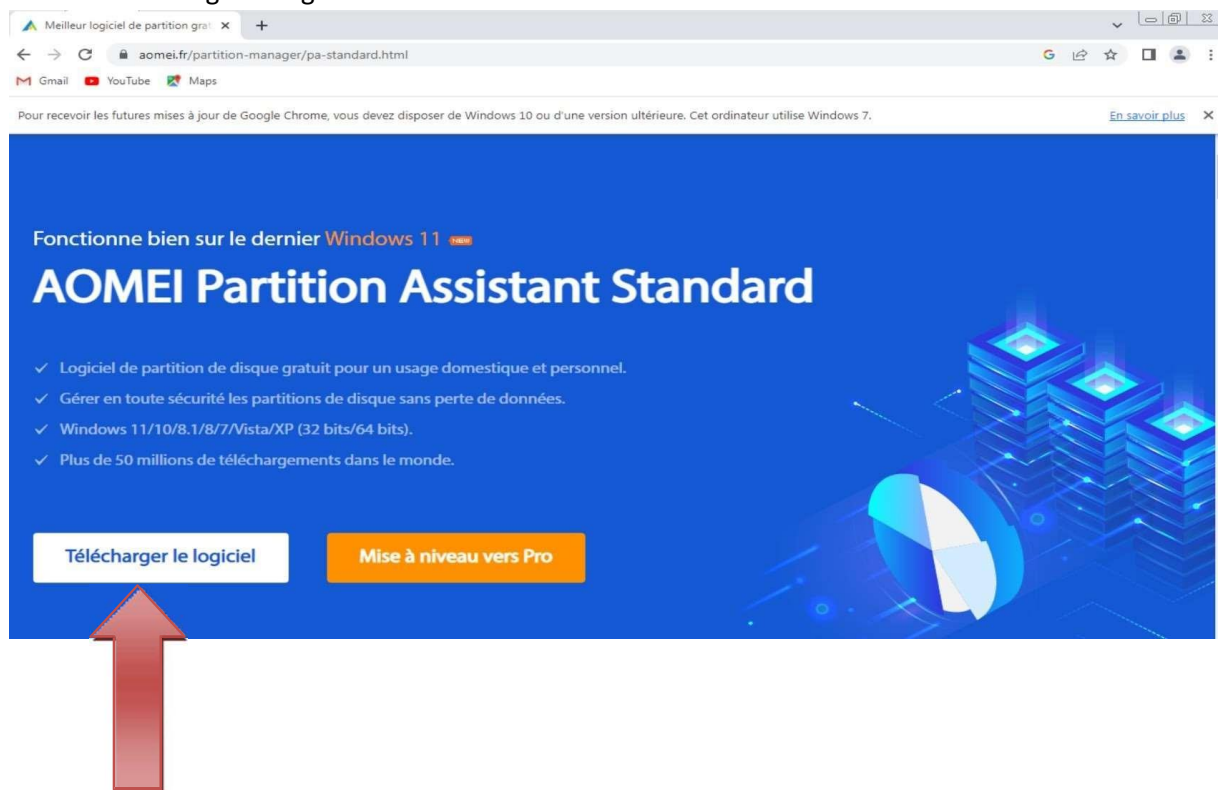 Meilleur logiciel de partition gra
aomei.fr/partition-manager/pa-standard.html
Gmail YouTube Maps
Pour recevoir les futures mises à jour de Google Chrome, vous devez disposer de Windows 10 ou d'une version ultérieure. Cet ordinateur utilise Windows 7. En savoir plus
Fonctionne bien sur le dernier Windows 11 NEW
AOMEI Partition Assistant Standard
Logiciel de partition de disque gratuit pour un usage domestique et personnel.
Gérer en toute sécurité les partitions de disque sans perte de données.
Windows 11/10/8.1/8/7/Vista/XP (32 bits/64 bits).
Plus de 50 millions de téléchargements dans le monde.
Télécharger le logiciel Mise à niveau vers Pro